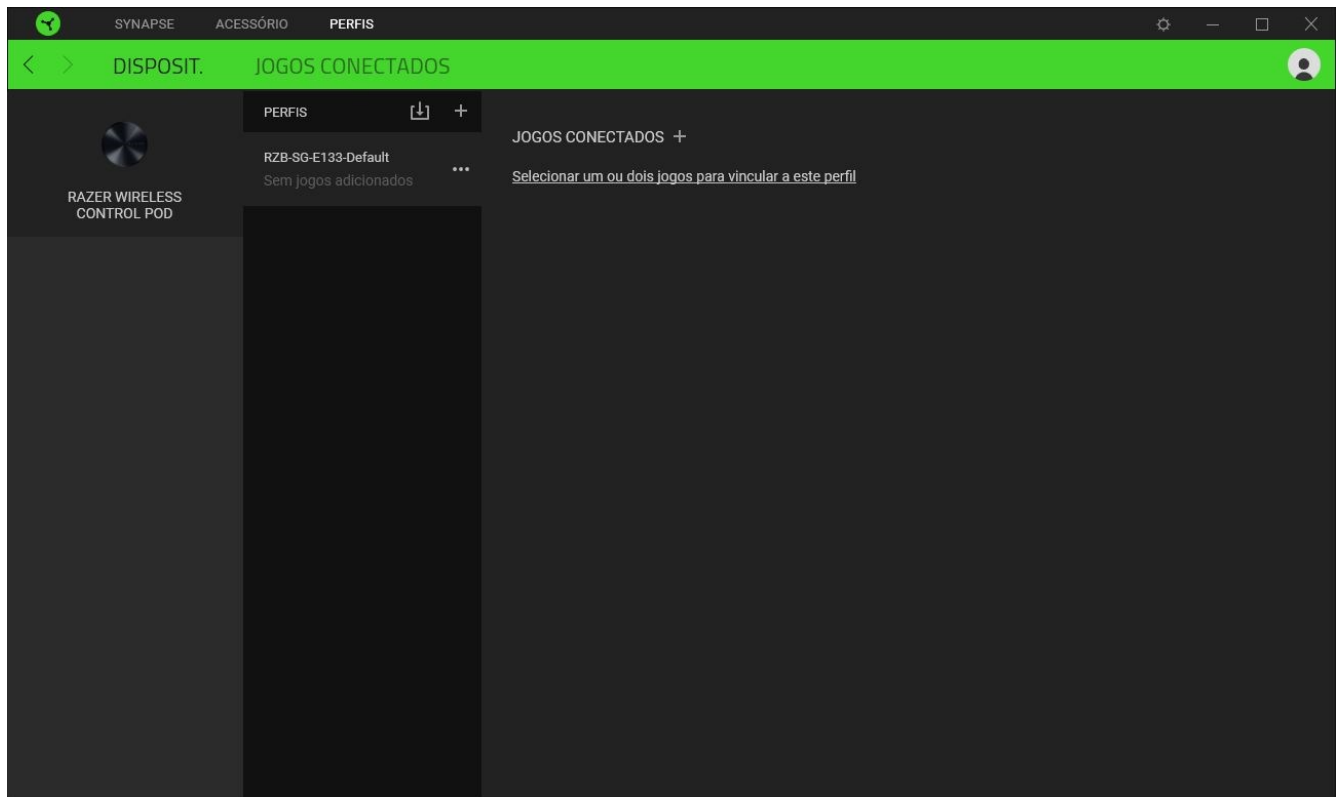 SYNAPSE ACESSÓRIO PERFIS
DISPOSIT. JOGOS CONECTADOS
RAZER WIRELESS
CONTROL POD
PERFIS
RZB-SG-E133-Default
Sem jogos adicionados
JOGOS CONECTADOS +
Selecionar um ou dois jogos para vincular a este perfil